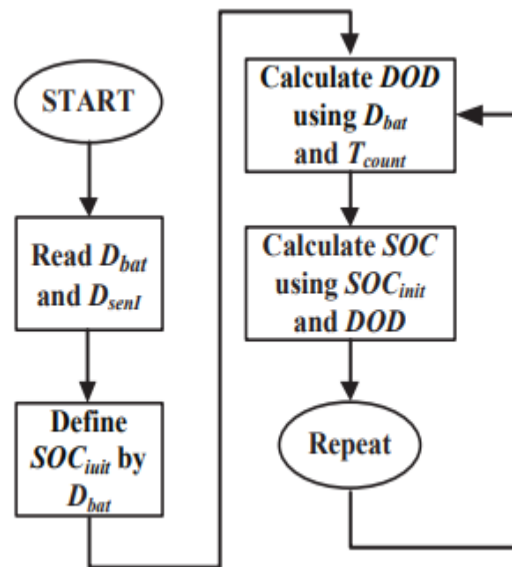 START
Read D_bat
and D_senI
Define
SOC_iuit by
D_bat
Calculate DOD
using D_bat
and T_count
Calculate SOC
using SOC_init
and DOD
Repeat